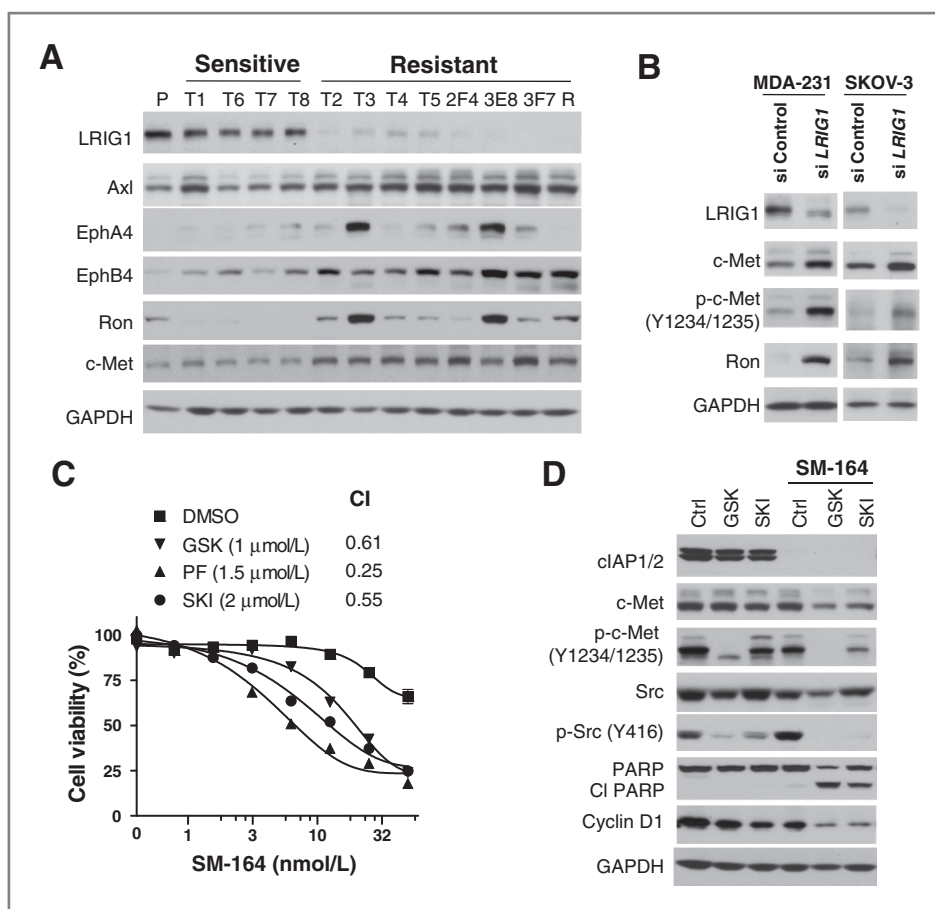 A
Sensitive Resistant
P T1 T6 T7 T8 T2 T3 T4 T5 2F4 3E8 3F7 R
LRIG1
Axl
EphA4
EphB4
Ron
c-Met
GAPDH
B
MDA-231 SKOV-3
si Control si LRIG1 si Control si LRIG1
LRIG1
c-Met
p-c-Met
(Y1234/1235)
Ron
GAPDH
C
CI
DMSO
GSK (1 μmol/L) 0.61
PF (1.5 μmol/L) 0.25
SKI (2 μmol/L) 0.55
Cell viability (%)
100
75
50
25
0
0 1 3 10 32
SM-164 (nmol/L)
D
SM-164
Ctrl GSK SKI Ctrl GSK SKI
cIAP1/2
c-Met
p-c-Met
(Y1234/1235)
Src
p-Src (Y416)
PARP
Cl PARP
Cyclin D1
GAPDH